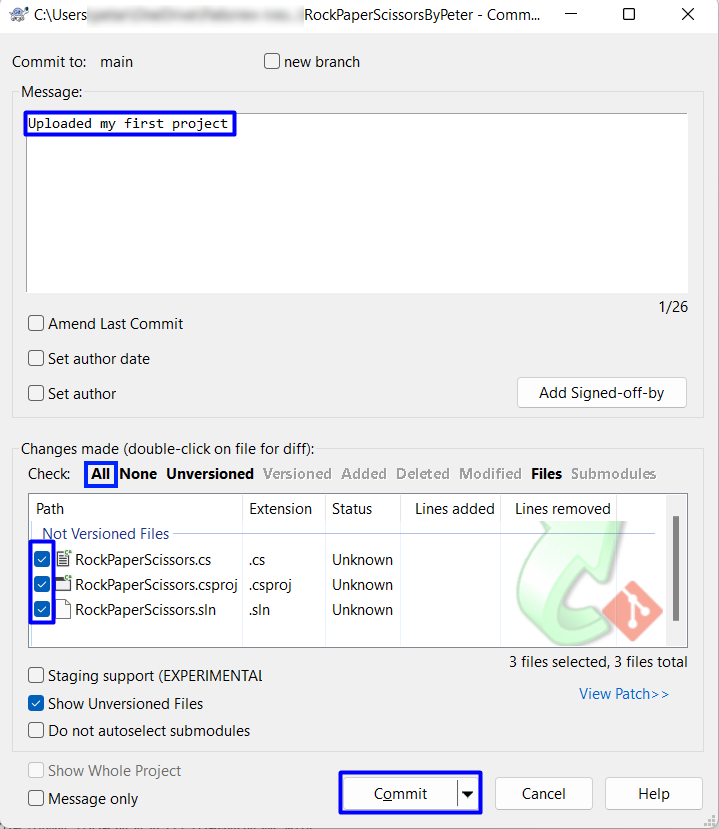 C:\Users RockPaperScissorsByPeter - Comm...
Commit to: main new branch
Message:
Uploaded my first project
1/26
Amend Last Commit
Set author date
Set author Add Signed-off-by
Changes made (double-click on file for diff):
Check: All None Unversioned Versioned Added Deleted Modified Files Submodules
Path Extension Status Lines added Lines removed
Not Versioned Files
RockPaperScissors.cs .cs Unknown
RockPaperScissors.csproj .csproj Unknown
RockPaperScissors.sln .sln Unknown
3 files selected, 3 files total
Staging support (EXPERIMENTAL
View Patch>>
Show Unversioned Files
Do not autoselect submodules
Show Whole Project
Message only
Commit Cancel Help